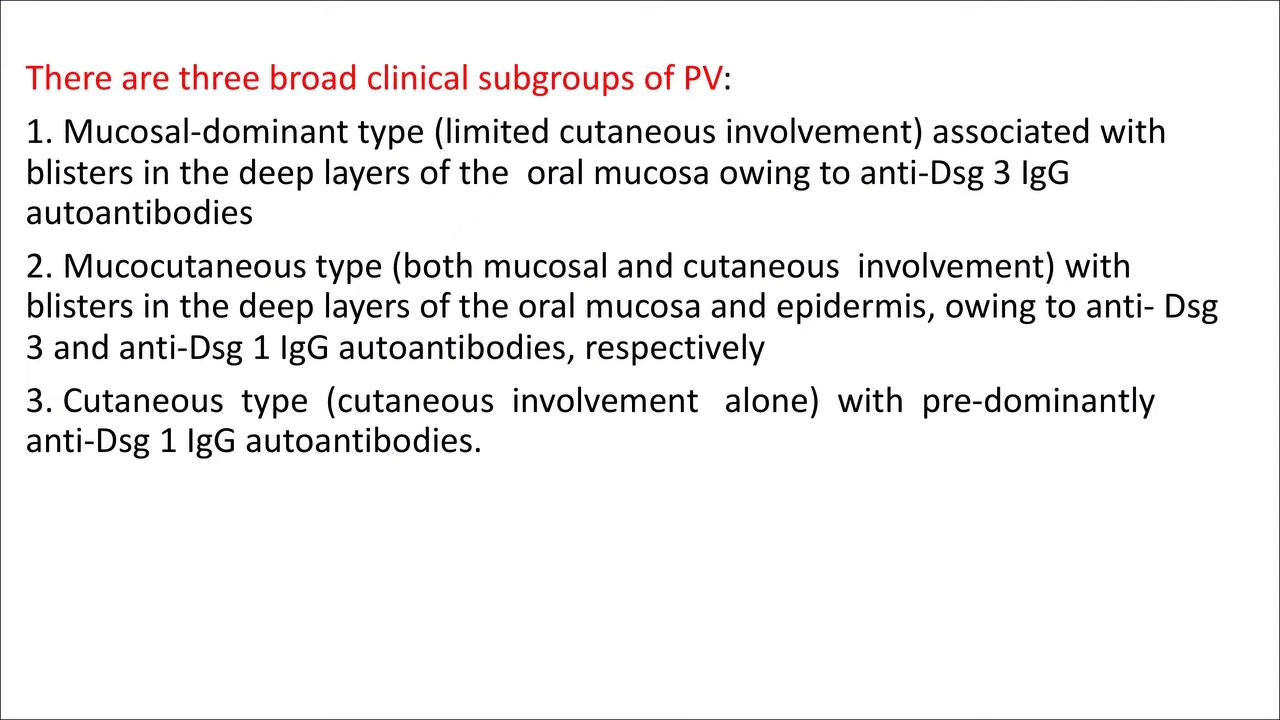 There are three broad clinical subgroups of PV:
1. Mucosal-dominant type (limited cutaneous involvement) associated with
blisters in the deep layers of the  oral mucosa owing to anti-Dsg 3 IgG
autoantibodies
2. Mucocutaneous type (both mucosal and cutaneous  involvement) with
blisters in the deep layers of the oral mucosa and epidermis, owing to anti- Dsg
3 and anti-Dsg 1 IgG autoantibodies, respectively
3. Cutaneous  type  (cutaneous  involvement   alone)  with  pre-dominantly
anti-Dsg 1 IgG autoantibodies.